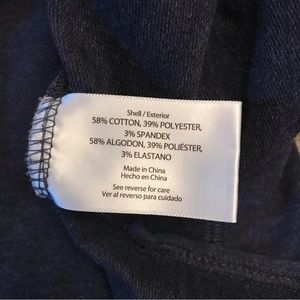 Shell / Exterior
58% COTTON, 39% POLYESTER,
3% SPANDEX
58% ALGODON, 39% POLIÉSTER,
3% ELASTANO
Made in China
Hecho en China
See reverse for care
Ver al reverso para cuidado